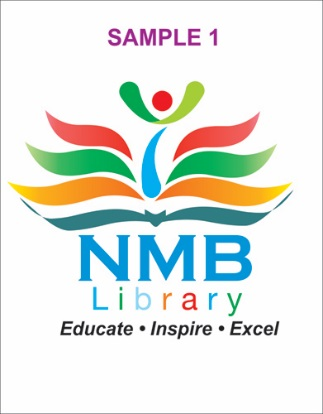 SAMPLE 1
NMB
Library
Educate • Inspire • Excel